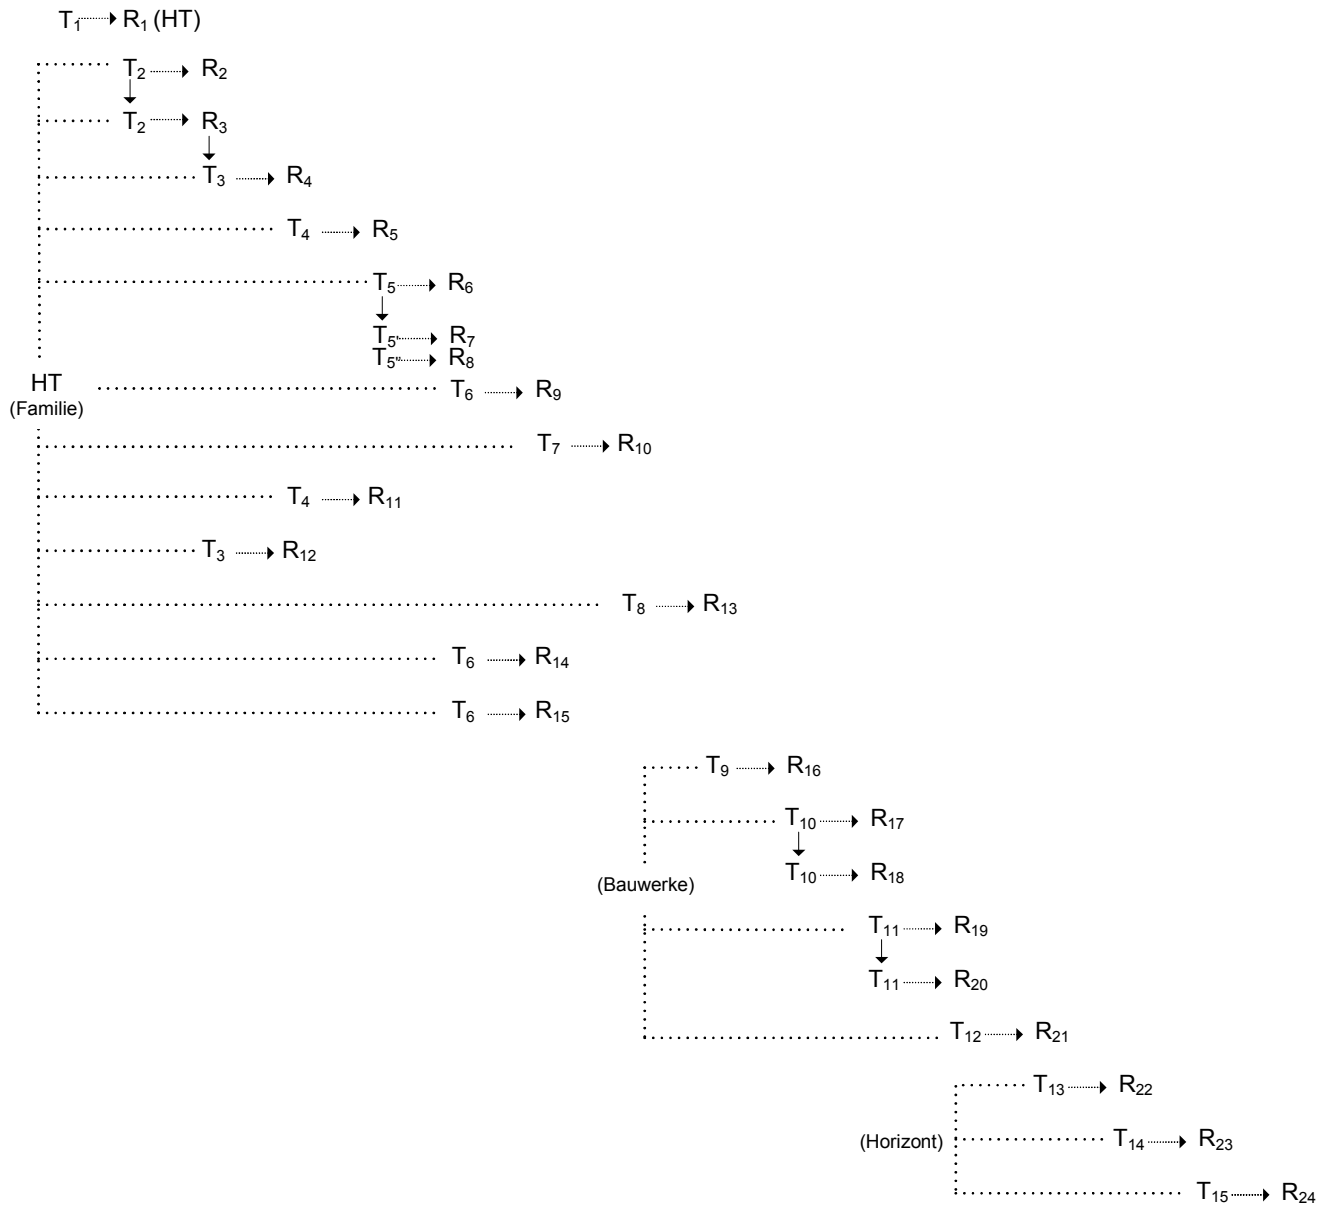 T1 R1 (HT)
T2 R2
T2 R3
T3 R4
T4 R5
T5 R6
T5' R7
T5'' R8
HT T6 R9
(Familie)
T7 R10
T4 R11
T3 R12
T8 R13
T6 R14
T6 R15
T9 R16
T10 R17
T10 R18
(Bauwerke)
T11 R19
T11 R20
T12 R21
T13 R22
(Horizont) T14 R23
T15 R24